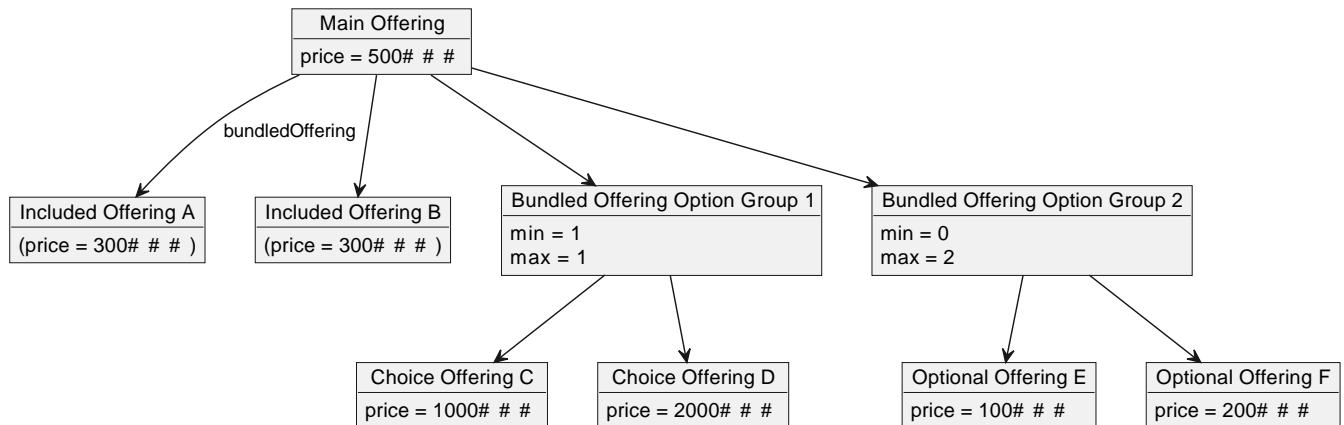 Main Offering
price = 500# # #
bundledOffering
Included Offering A
(price = 300# # # )
Included Offering B
(price = 300# # # )
Bundled Offering Option Group 1
min = 1
max = 1
Bundled Offering Option Group 2
min = 0
max = 2
Choice Offering C
price = 1000# # #
Choice Offering D
price = 2000# # #
Optional Offering E
price = 100# # #
Optional Offering F
price = 200# # #